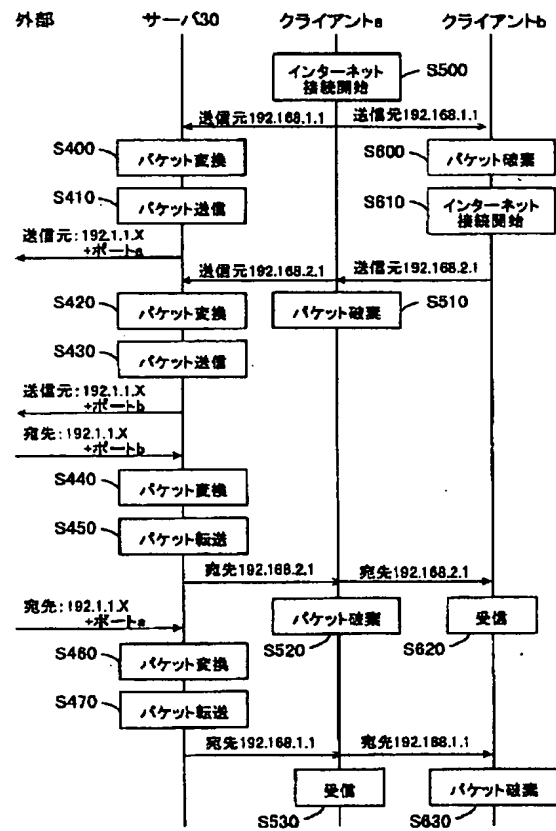 外部 サーバ30 クライアントa クライアントb
インターネット
接続開始
S500
送信元192.168.1.1 送信元192.168.1.1
S400 パケット変換
S600 パケット破棄
S410 パケット送信
S610 インターネット
接続開始
送信元:192.1.1.X
+ポートa
送信元192.168.2.1 送信元192.168.2.1
S420 パケット変換
パケット破棄 S510
S430 パケット送信
送信元:192.1.1.X
+ポートb
宛先:192.1.1.X
+ポートb
S440 パケット変換
S450 パケット転送
宛先192.168.2.1 宛先192.168.2.1
宛先:192.1.1.X
+ポートa
パケット破棄 受信
S520 S620
S460 パケット変換
S470 パケット転送
宛先192.168.1.1 宛先192.168.1.1
受信 パケット破棄
S530 S630